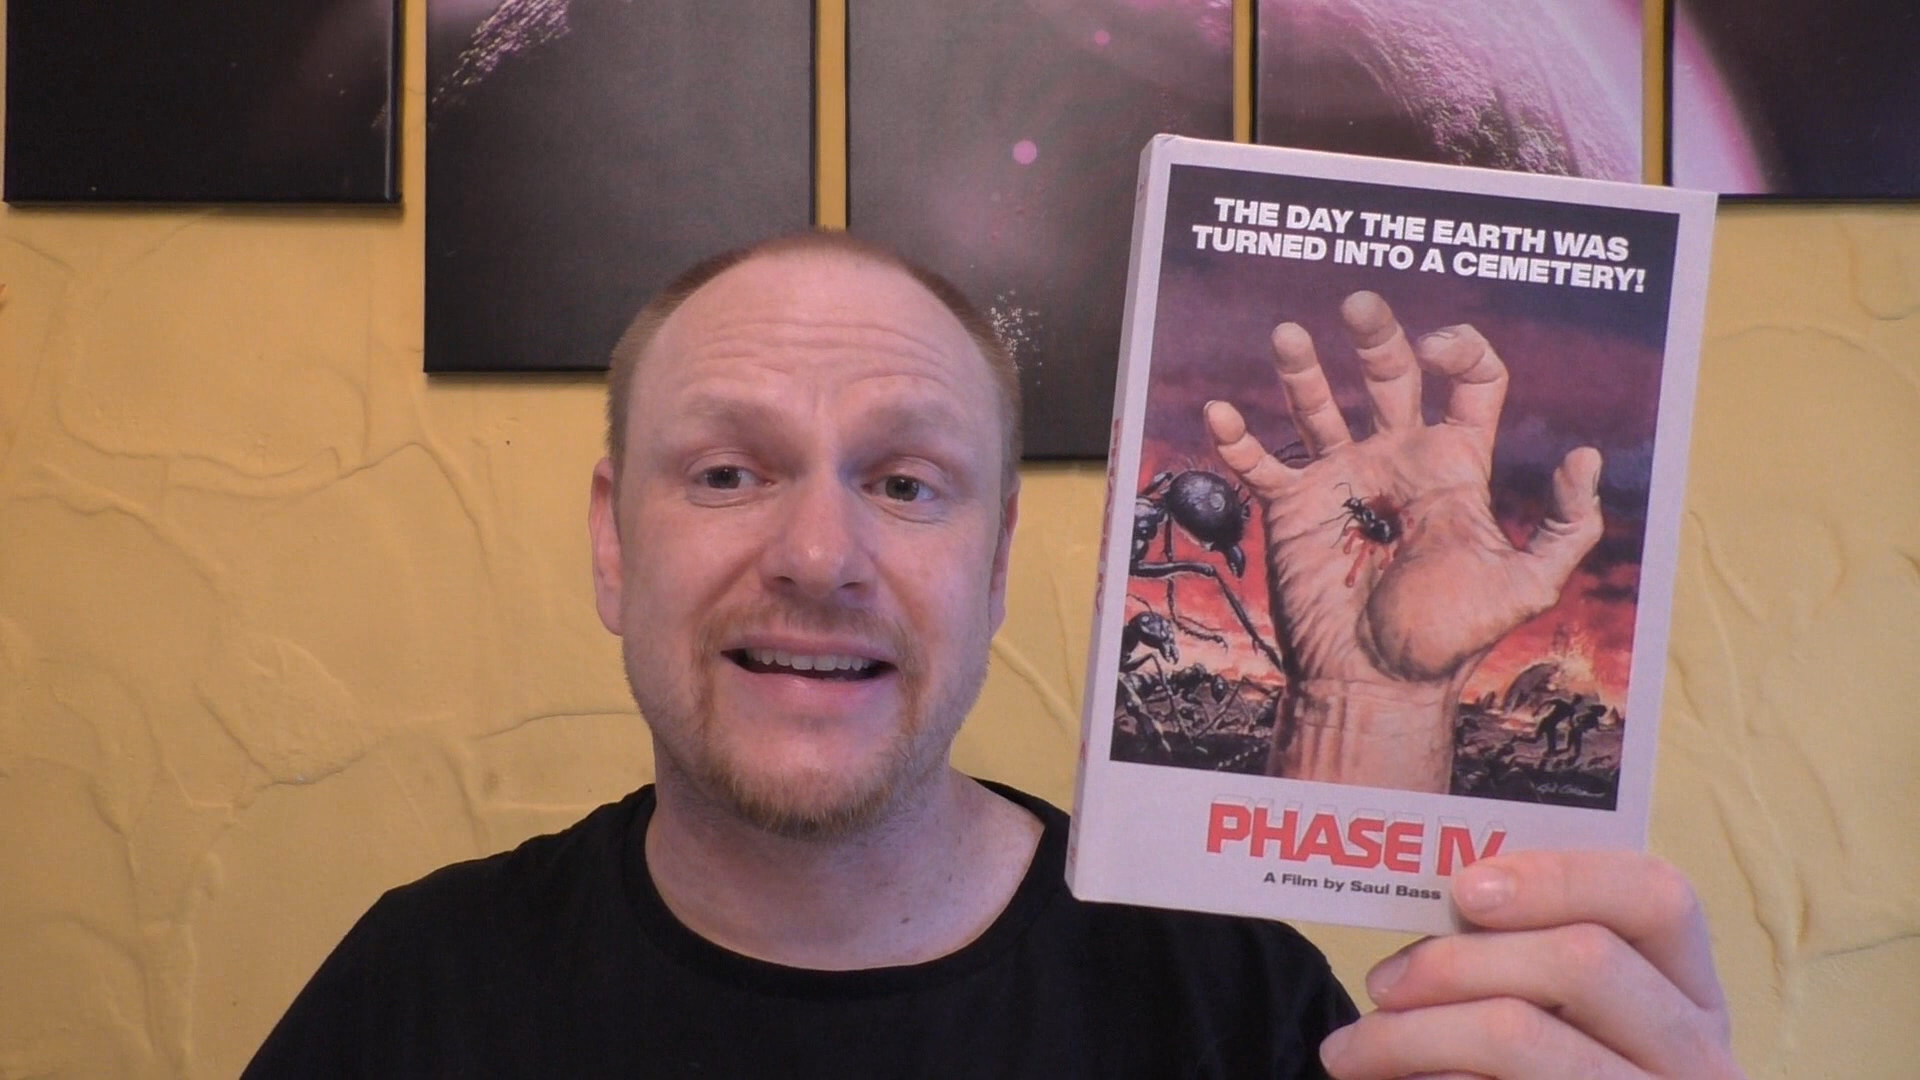 THE DAY THE EARTH WAS
TURNED INTO A CEMETERY!
PHASE IV
A Film by Saul Bass